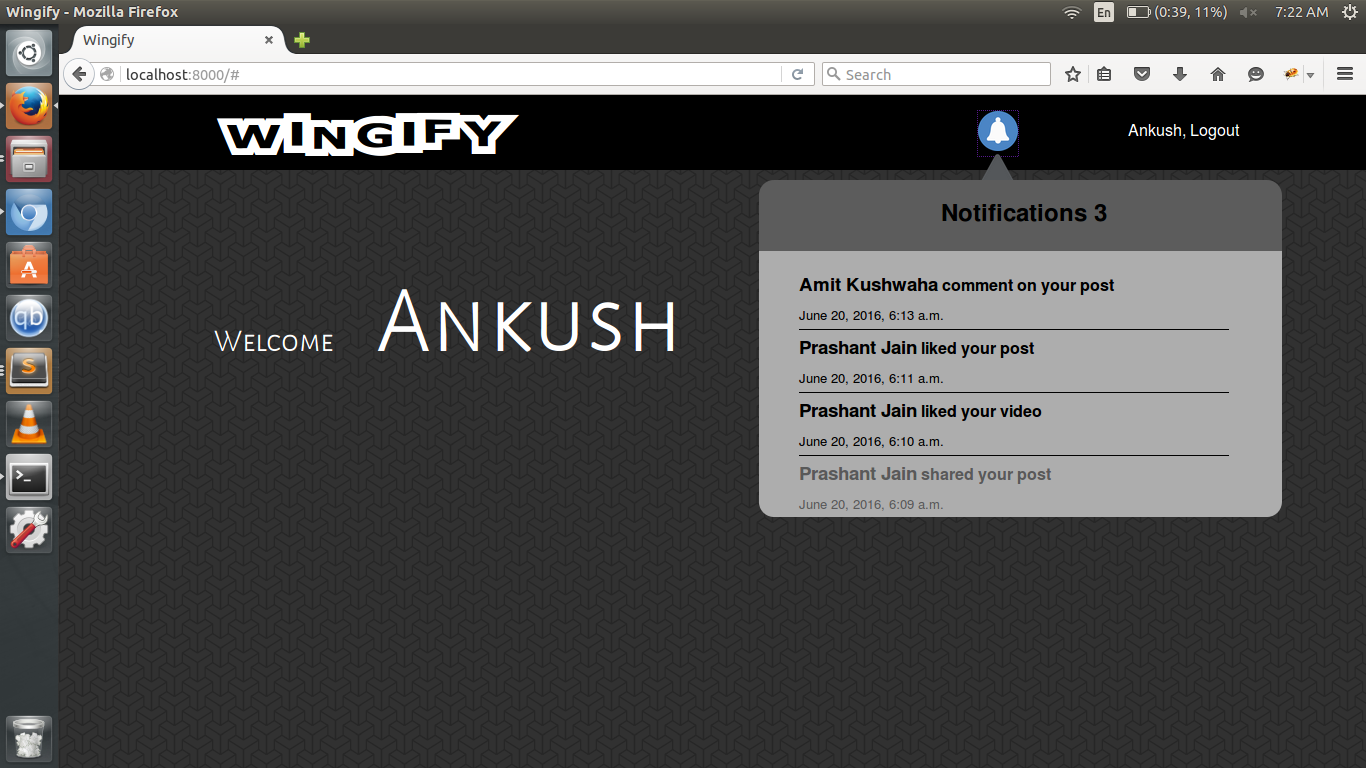 Wingify - Mozilla Firefox
En (0:39, 11%) 7:22 AM
Wingify
localhost:8000/#
Search
WINGIFY
Ankush, Logout
Notifications 3
Amit Kushwaha comment on your post
June 20, 2016, 6:13 a.m.
Prashant Jain liked your post
June 20, 2016, 6:11 a.m.
Prashant Jain liked your video
June 20, 2016, 6:10 a.m.
Prashant Jain shared your post
June 20, 2016, 6:09 a.m.
Welcome Ankush
A
qb
S
>_